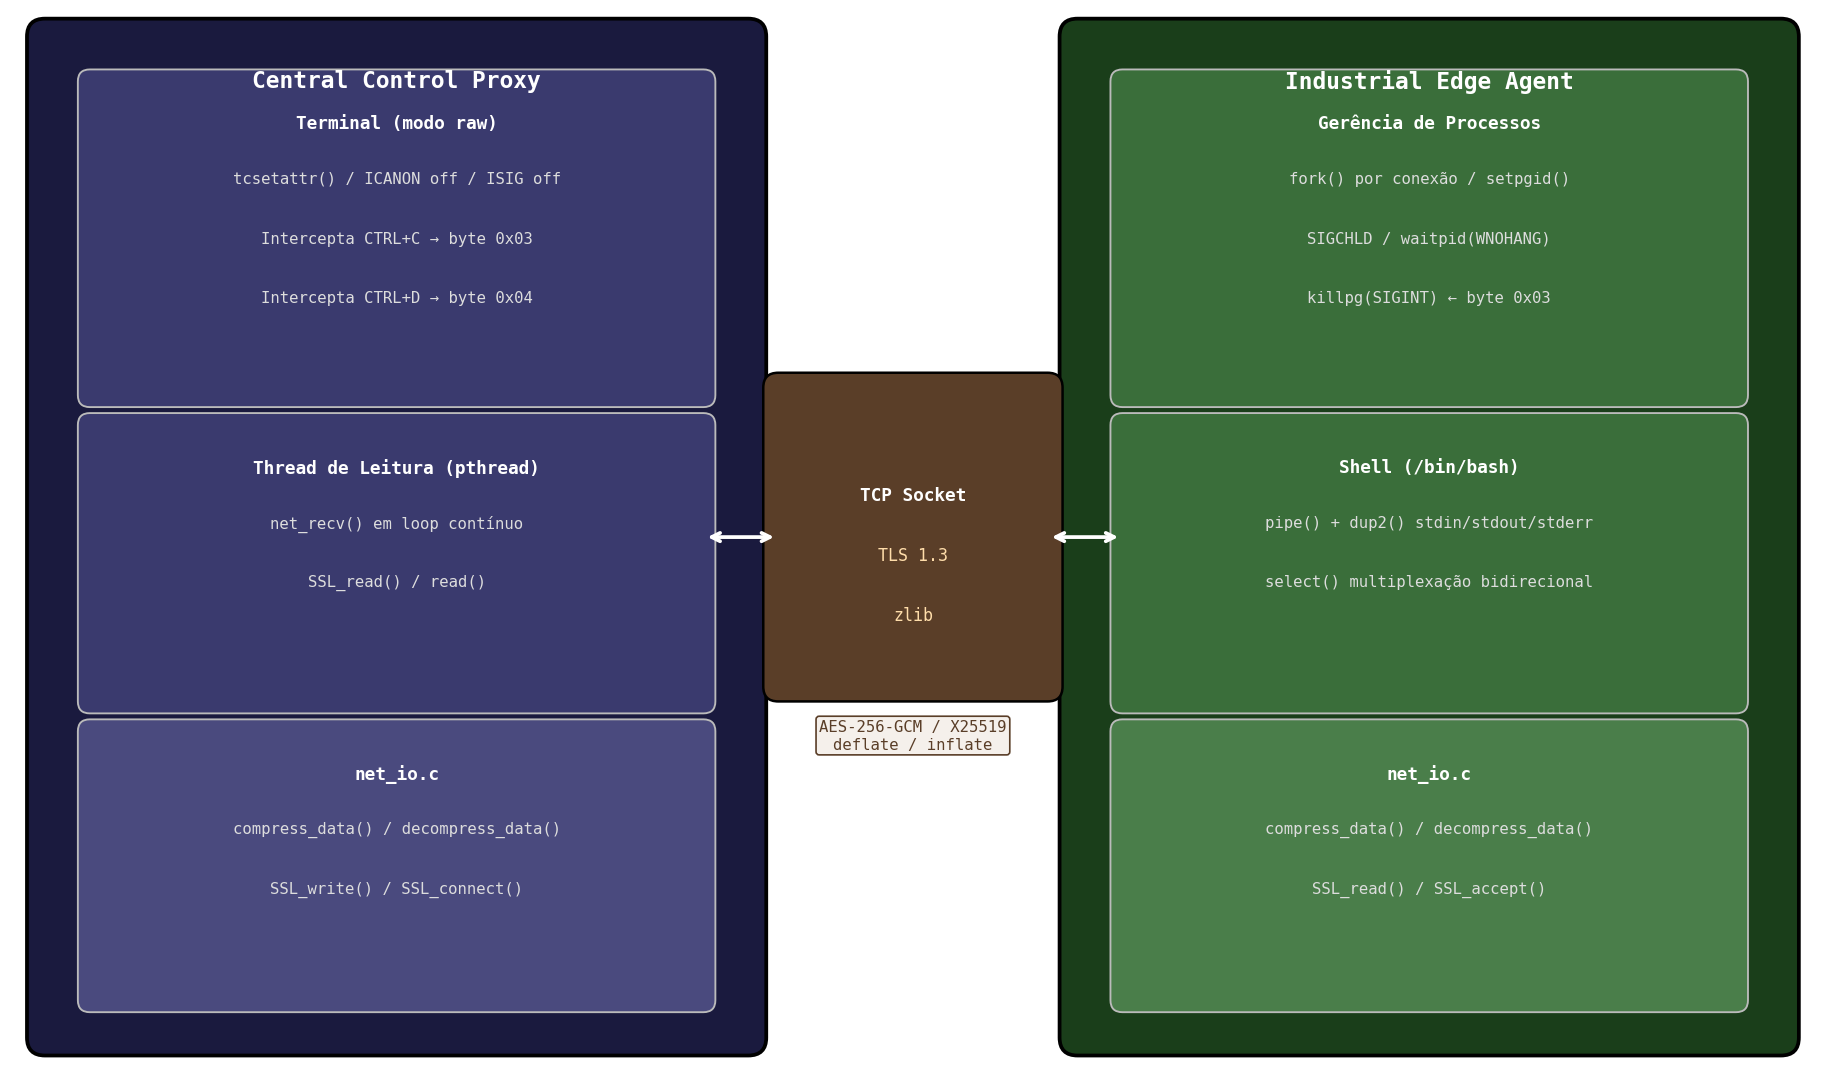 Central Control Proxy
Terminal (modo raw)
tcsetattr() / ICANON off / ISIG off
Intercepta CTRL+C → byte 0x03
Intercepta CTRL+D → byte 0x04
Thread de Leitura (pthread)
net_recv() em loop contínuo
SSL_read() / read()
net_io.c
compress_data() / decompress_data()
SSL_write() / SSL_connect()
TCP Socket
TLS 1.3
zlib
AES-256-GCM / X25519
deflate / inflate
Industrial Edge Agent
Gerência de Processos
fork() por conexão / setpgid()
SIGCHLD / waitpid(WNOHANG)
killpg(SIGINT) ← byte 0x03
Shell (/bin/bash)
pipe() + dup2() stdin/stdout/stderr
select() multiplexação bidirecional
net_io.c
compress_data() / decompress_data()
SSL_read() / SSL_accept()